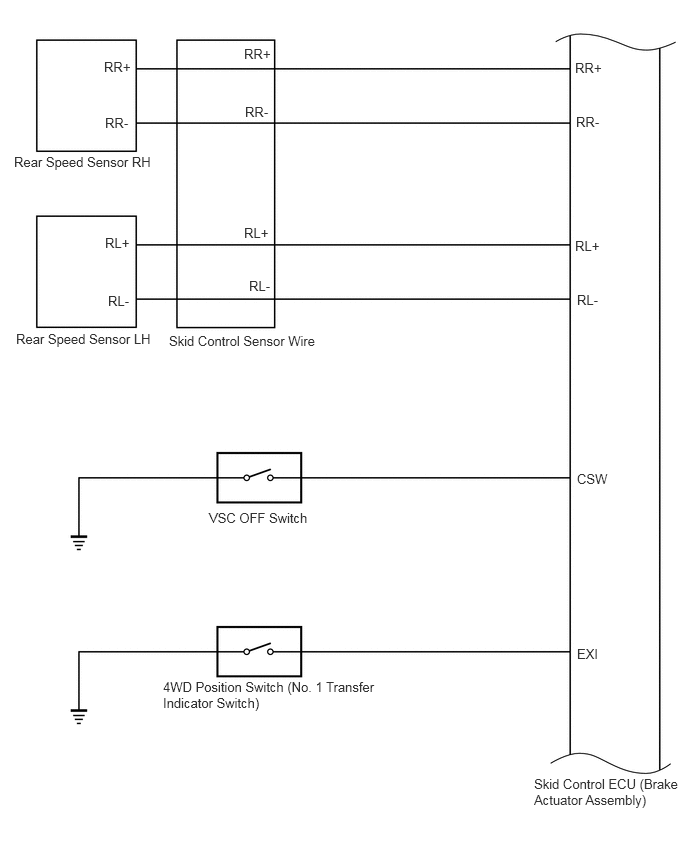 RR+
RR+
RR+
RR-
RR-
RR-
Rear Speed Sensor RH
RL+
RL+
RL+
RL-
RL-
RL-
Rear Speed Sensor LH
Skid Control Sensor Wire
CSW
VSC OFF Switch
EXI
4WD Position Switch (No. 1 Transfer
Indicator Switch)
Skid Control ECU (Brake
Actuator Assembly)